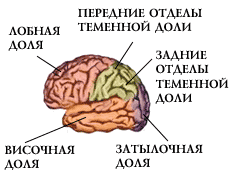 ПЕРЕДНИЕ ОТДЕЛЫ
ТЕМЕННОЙ ДОЛИ
ЛОБНАЯ
ДОЛЯ
ЗАДНИЕ
ОТДЕЛЫ
ТЕМЕННОЙ
ДОЛИ
ВИСОЧНАЯ
ДОЛЯ
ЗАТЫЛОЧНАЯ
ДОЛЯ